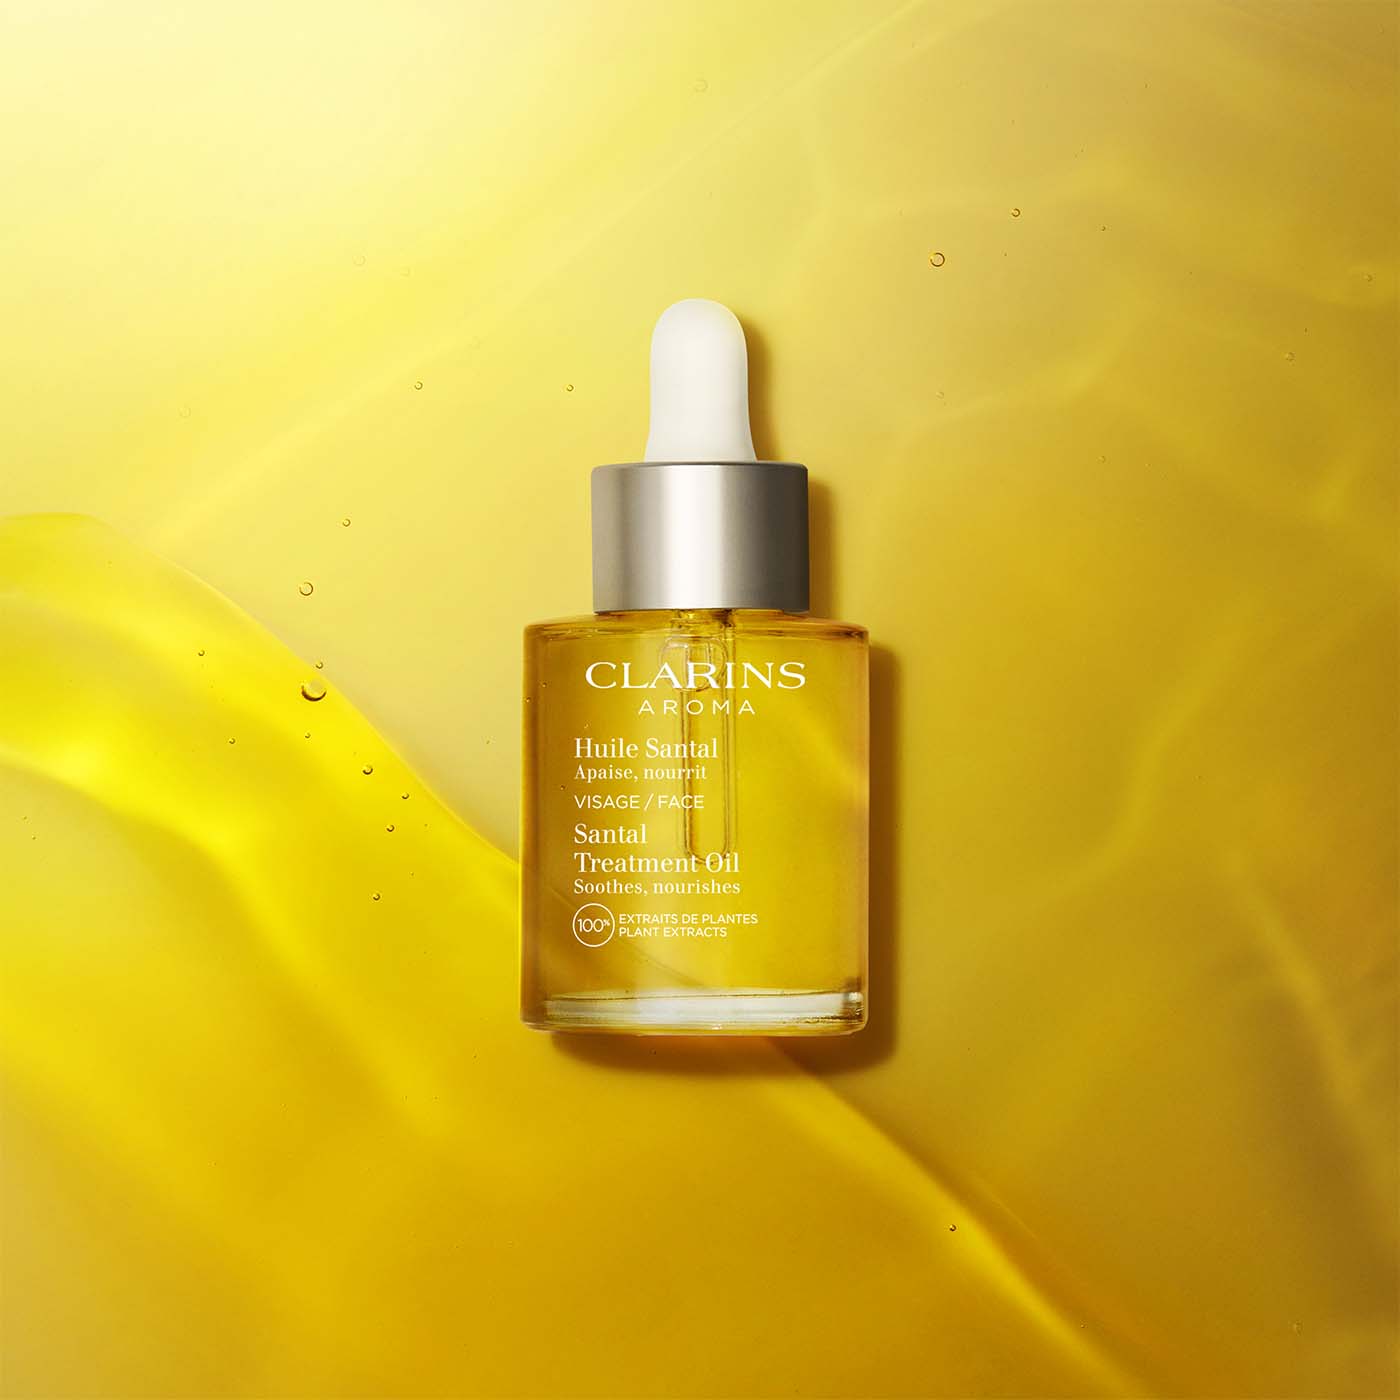 CLARINS
AROMA
Huile Santal
Apaise, nourrit
VISAGE / FACE
Santal
Treatment Oil
Soothes, nourishes
100%
EXTRAITS DE PLANTES
PLANT EXTRACTS